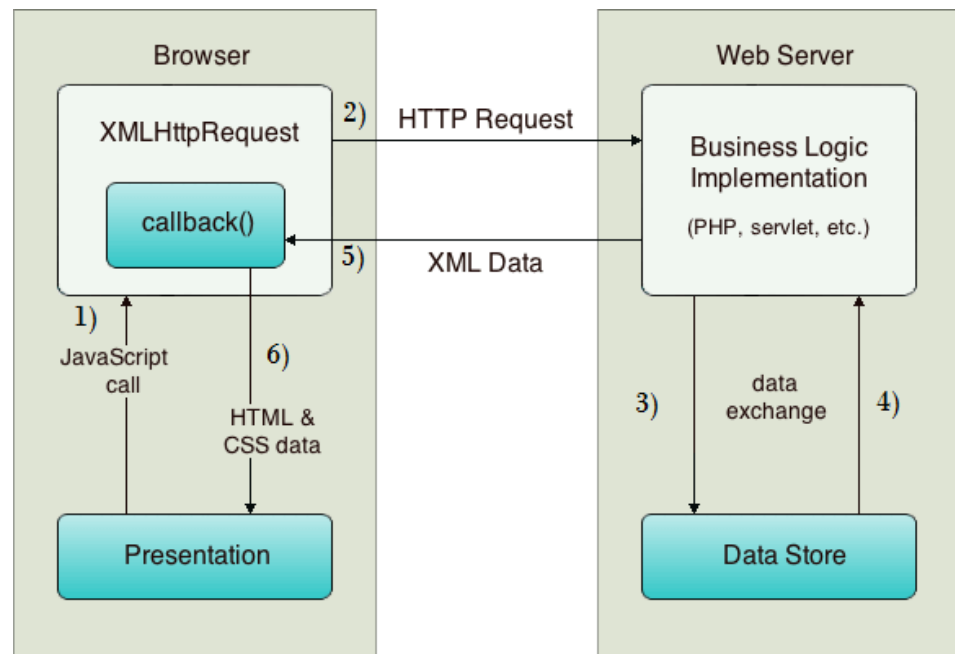 Browser
Web Server
XMLHttpRequest
2)
HTTP Request
Business Logic
Implementation
(PHP, servlet, etc.)
callback()
5)
XML Data
1)
JavaScript
call
6)
HTML &
CSS data
3)
data
exchange
4)
Presentation
Data Store